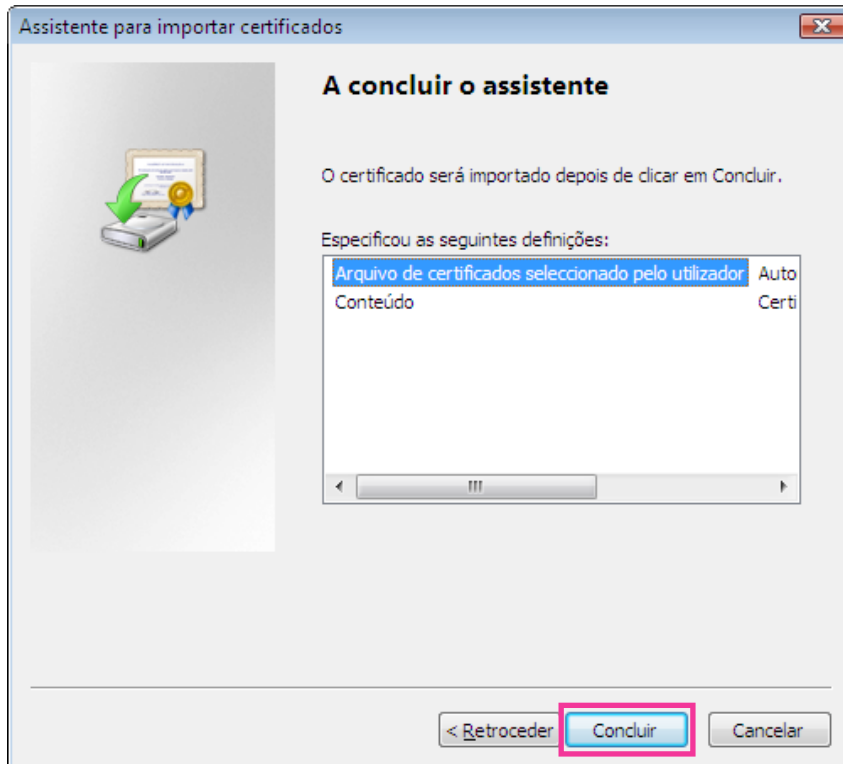 Assistente para importar certificados
A concluir o assistente
O certificado será importado depois de clicar em Concluir.
Especificou as seguintes definições:
Arquivo de certificados seleccionado pelo utilizador Auto
Conteúdo Certi
< Retroceder Concluir Cancelar